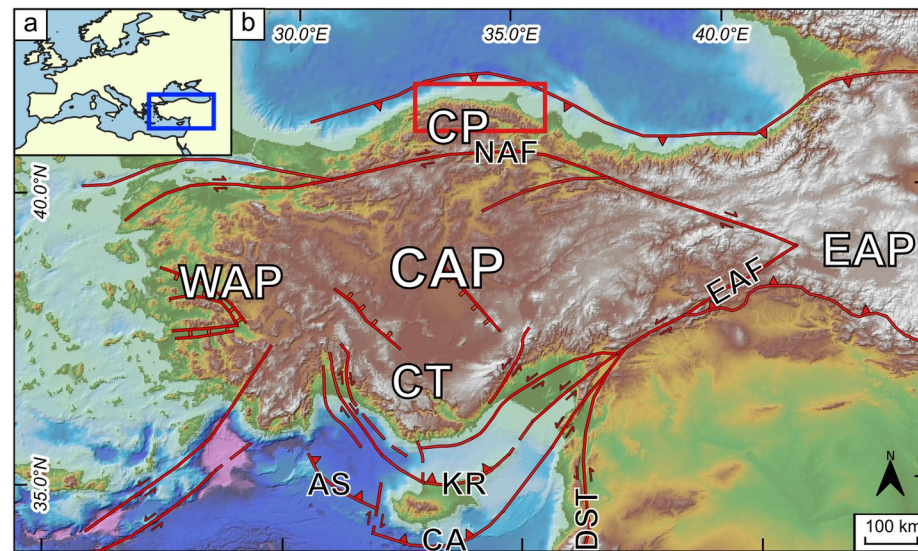 a
b
30.0°E
35.0°E
40.0°E
CP
NAF
40.0°N
WAP
CAP
EAP
EAF
CT
AS
KR
35.0°N
DST
CA
N
100 km